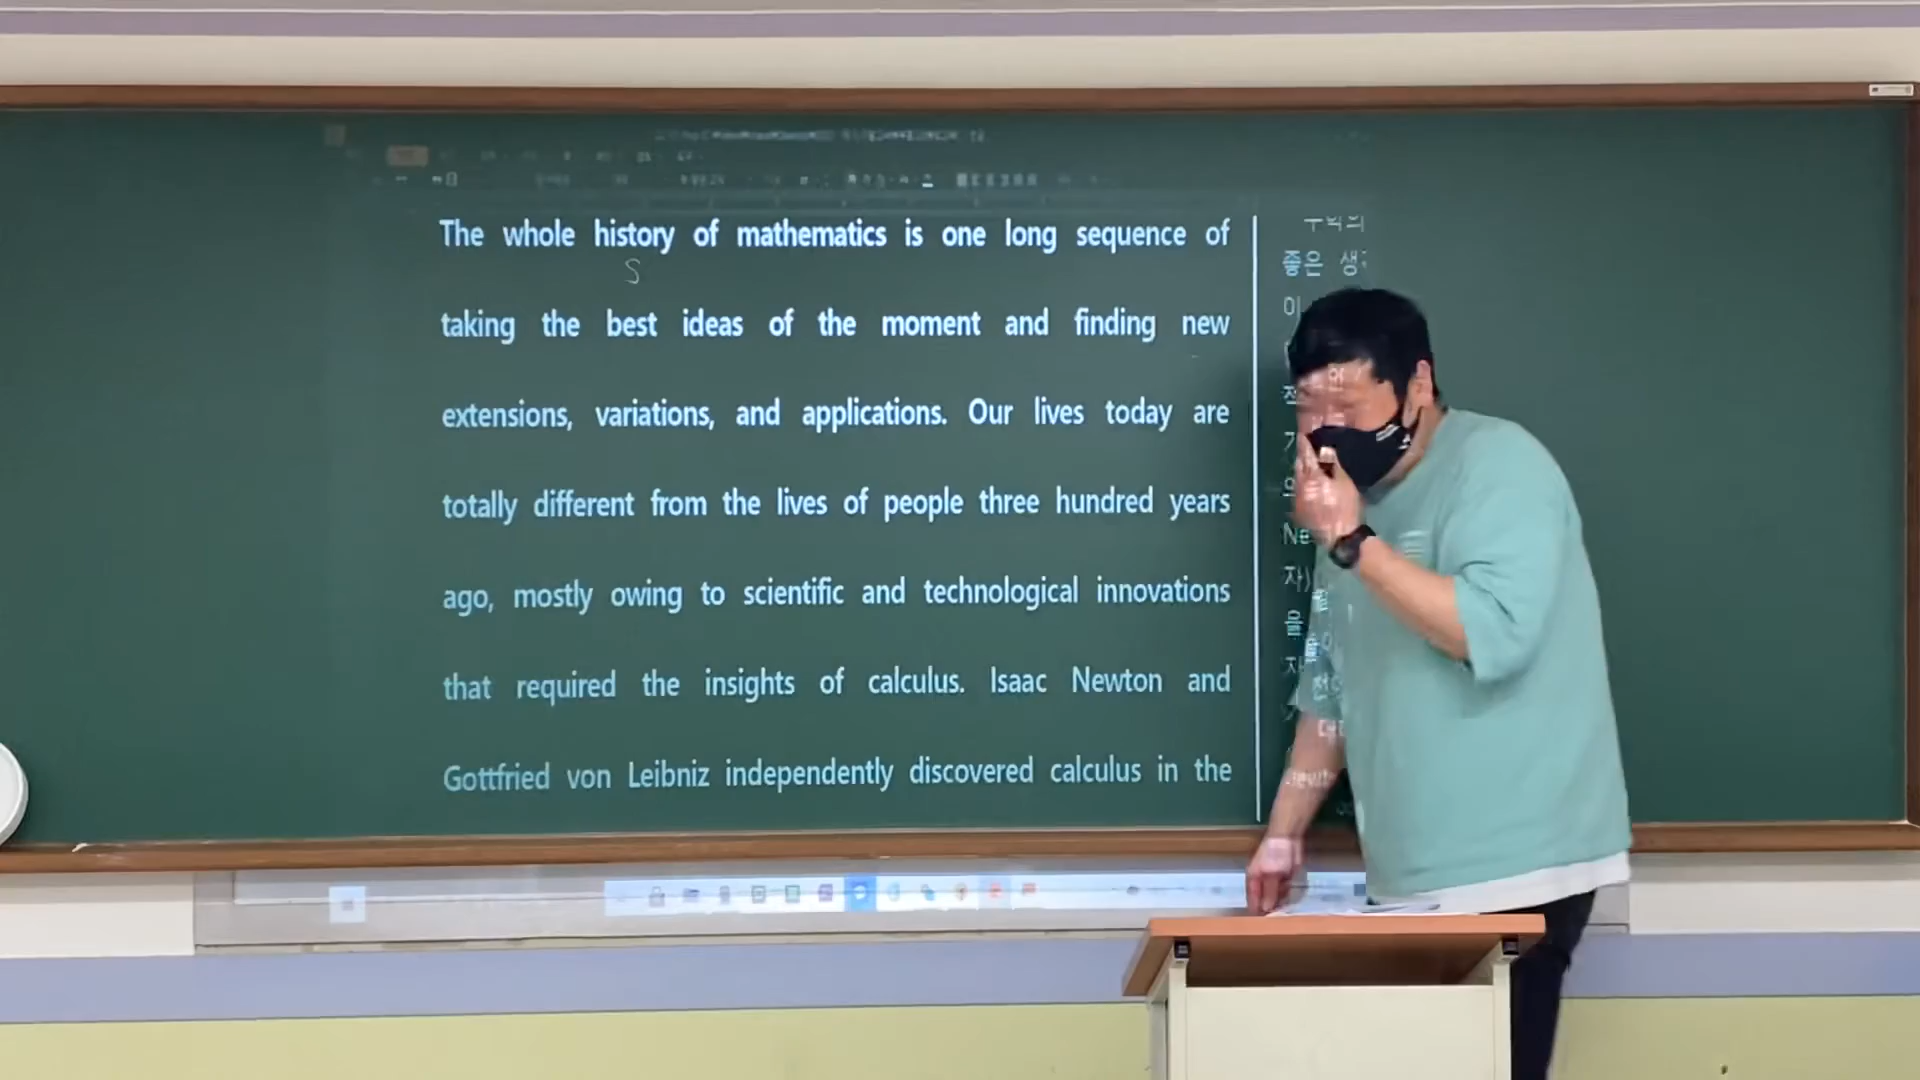 The whole history of mathematics is one long sequence of
S
taking the best ideas of the moment and finding new
extensions, variations, and applications. Our lives today are
totally different from the lives of people three hundred years
ago, mostly owing to scientific and technological innovations
that required the insights of calculus. Isaac Newton and
Gottfried von Leibniz independently discovered calculus in the
좋은